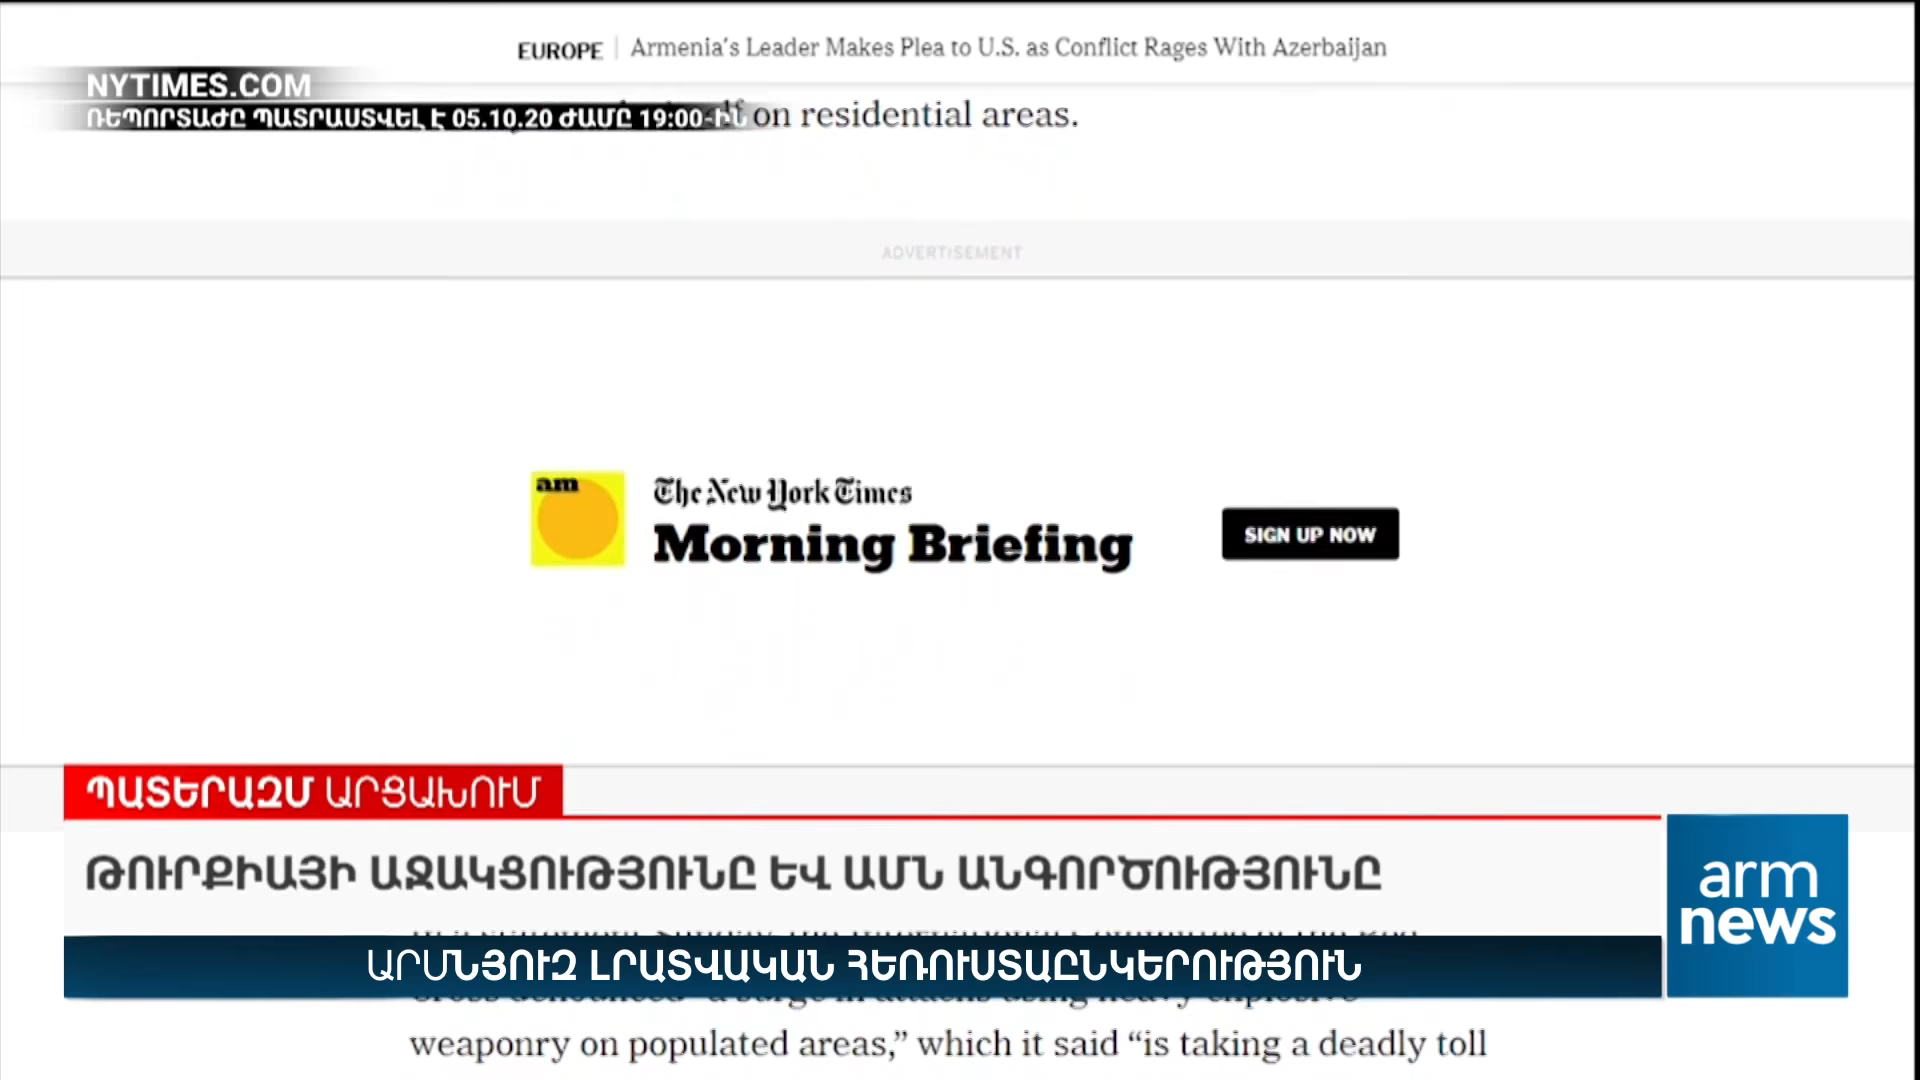 EUROPE | Armenia's Leader Makes Plea to U.S. as Conflict Rages With Azerbaijan
NYTIMES.COM
ՌԵՊՈՐՏԱԺԸ ՊԱՏՐԱՍՏՎԵԼ Է 05.10.20 ԺԱՄԸ 19:00-ԻՆ
on residential areas.
ADVERTISEMENT
am
The New York Times
Morning Briefing
SIGN UP NOW
ՊԱՏԵՐԱԶՄ ԱՐՑԱԽՈՒՄ
ԹՈՒՐՔԻԱՅԻ ԱՋԱԿՑՈՒԹՅՈՒՆԸ ԵՎ ԱՄՆ ԱՆԳՈՐԾՈՒԹՅՈՒՆԸ
arm
news
ԱՐՄՆՅՈՒԶ ԼՐԱՏՎԱԿԱՆ ՀԵՌՈՒՍՏԱԸՆԿԵՐՈՒԹՅՈՒՆ
weaponry on populated areas,” which it said “is taking a deadly toll